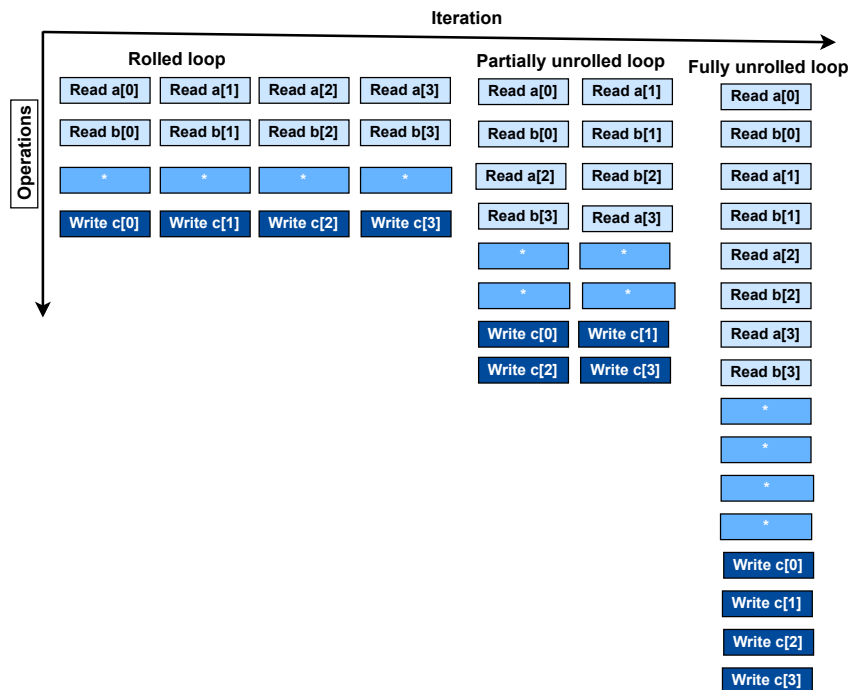 Iteration
Operations
Rolled loop
Read a[0] Read a[1] Read a[2] Read a[3]
Read b[0] Read b[1] Read b[2] Read b[3]
* * * *
Write c[0] Write c[1] Write c[2] Write c[3]
Partially unrolled loop
Read a[0] Read a[1]
Read b[0] Read b[1]
Read a[2] Read b[2]
Read b[3] Read a[3]
* *
* *
Write c[0] Write c[1]
Write c[2] Write c[3]
Fully unrolled loop
Read a[0]
Read b[0]
Read a[1]
Read b[1]
Read a[2]
Read b[2]
Read a[3]
Read b[3]
*
*
*
*
Write c[0]
Write c[1]
Write c[2]
Write c[3]